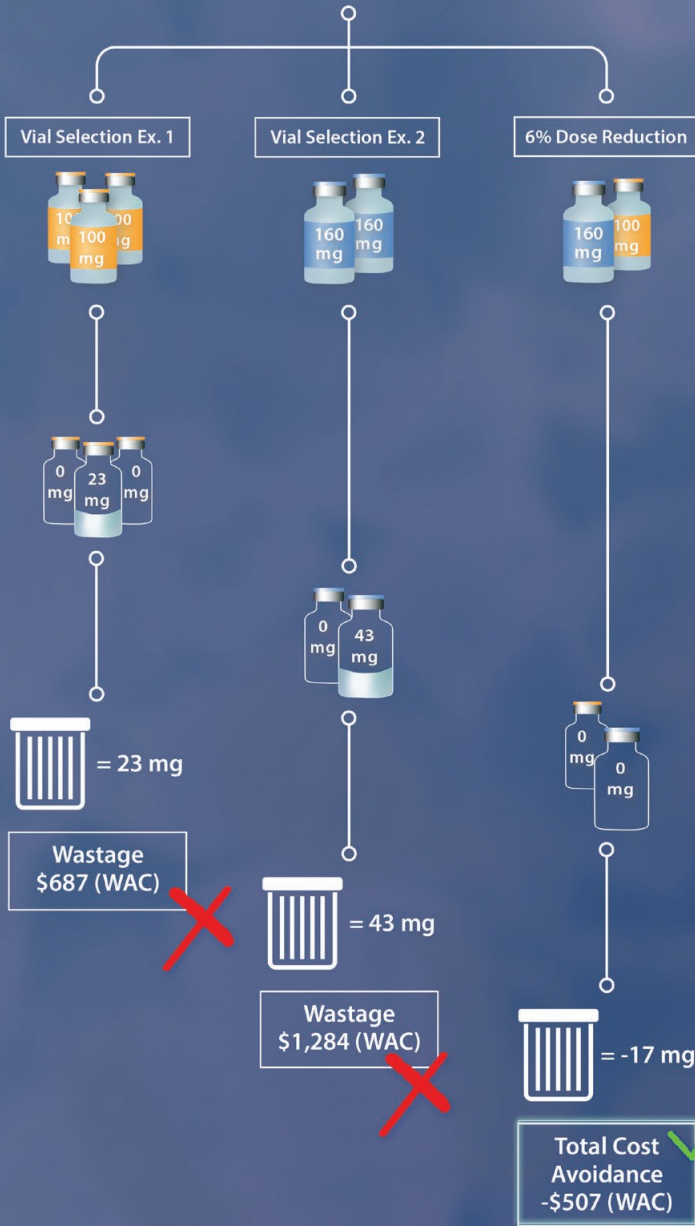 Vial Selection Ex. 1
Vial Selection Ex. 2
6% Dose Reduction
100
mg
160
mg
160
mg
160
mg
100
mg
0
mg
23
mg
0
mg
0
mg
43
mg
0
mg
0
mg
= 23 mg
Wastage
$687 (WAC)
= 43 mg
Wastage
$1,284 (WAC)
= -17 mg
Total Cost
Avoidance
-$507 (WAC)